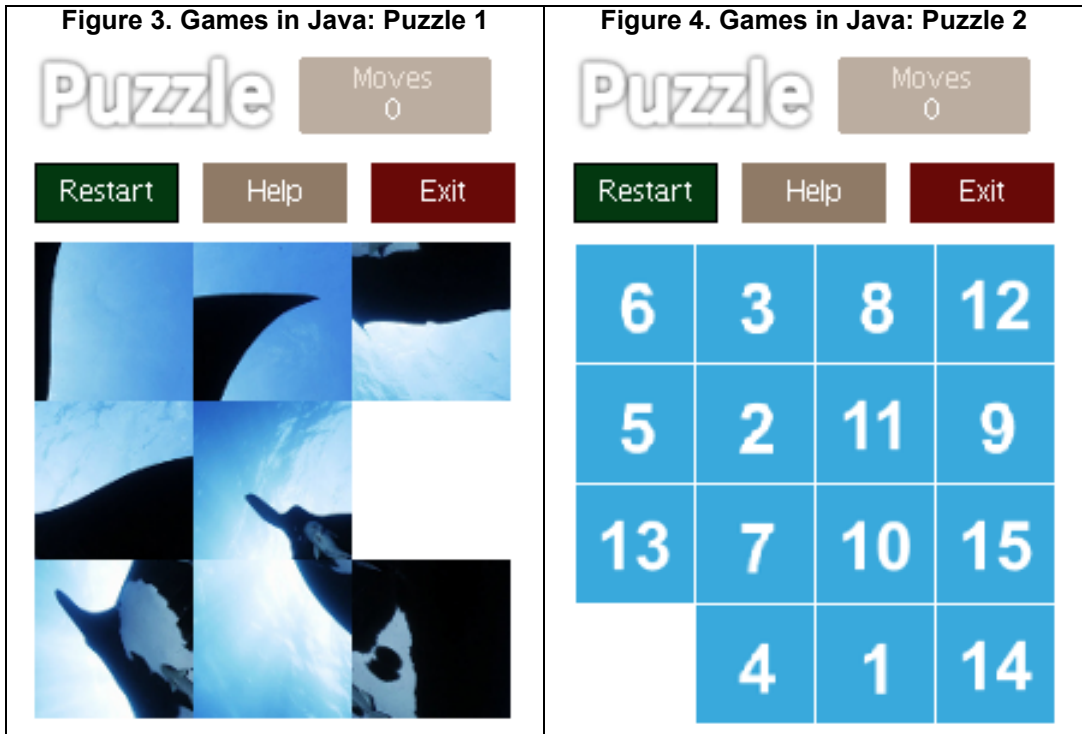 Figure 3. Games in Java: Puzzle 1
Puzzle
Moves
0
Restart Help Exit
Figure 4. Games in Java: Puzzle 2
Puzzle
Moves
0
Restart Help Exit
6 3 8 12
5 2 11 9
13 7 10 15
4 1 14